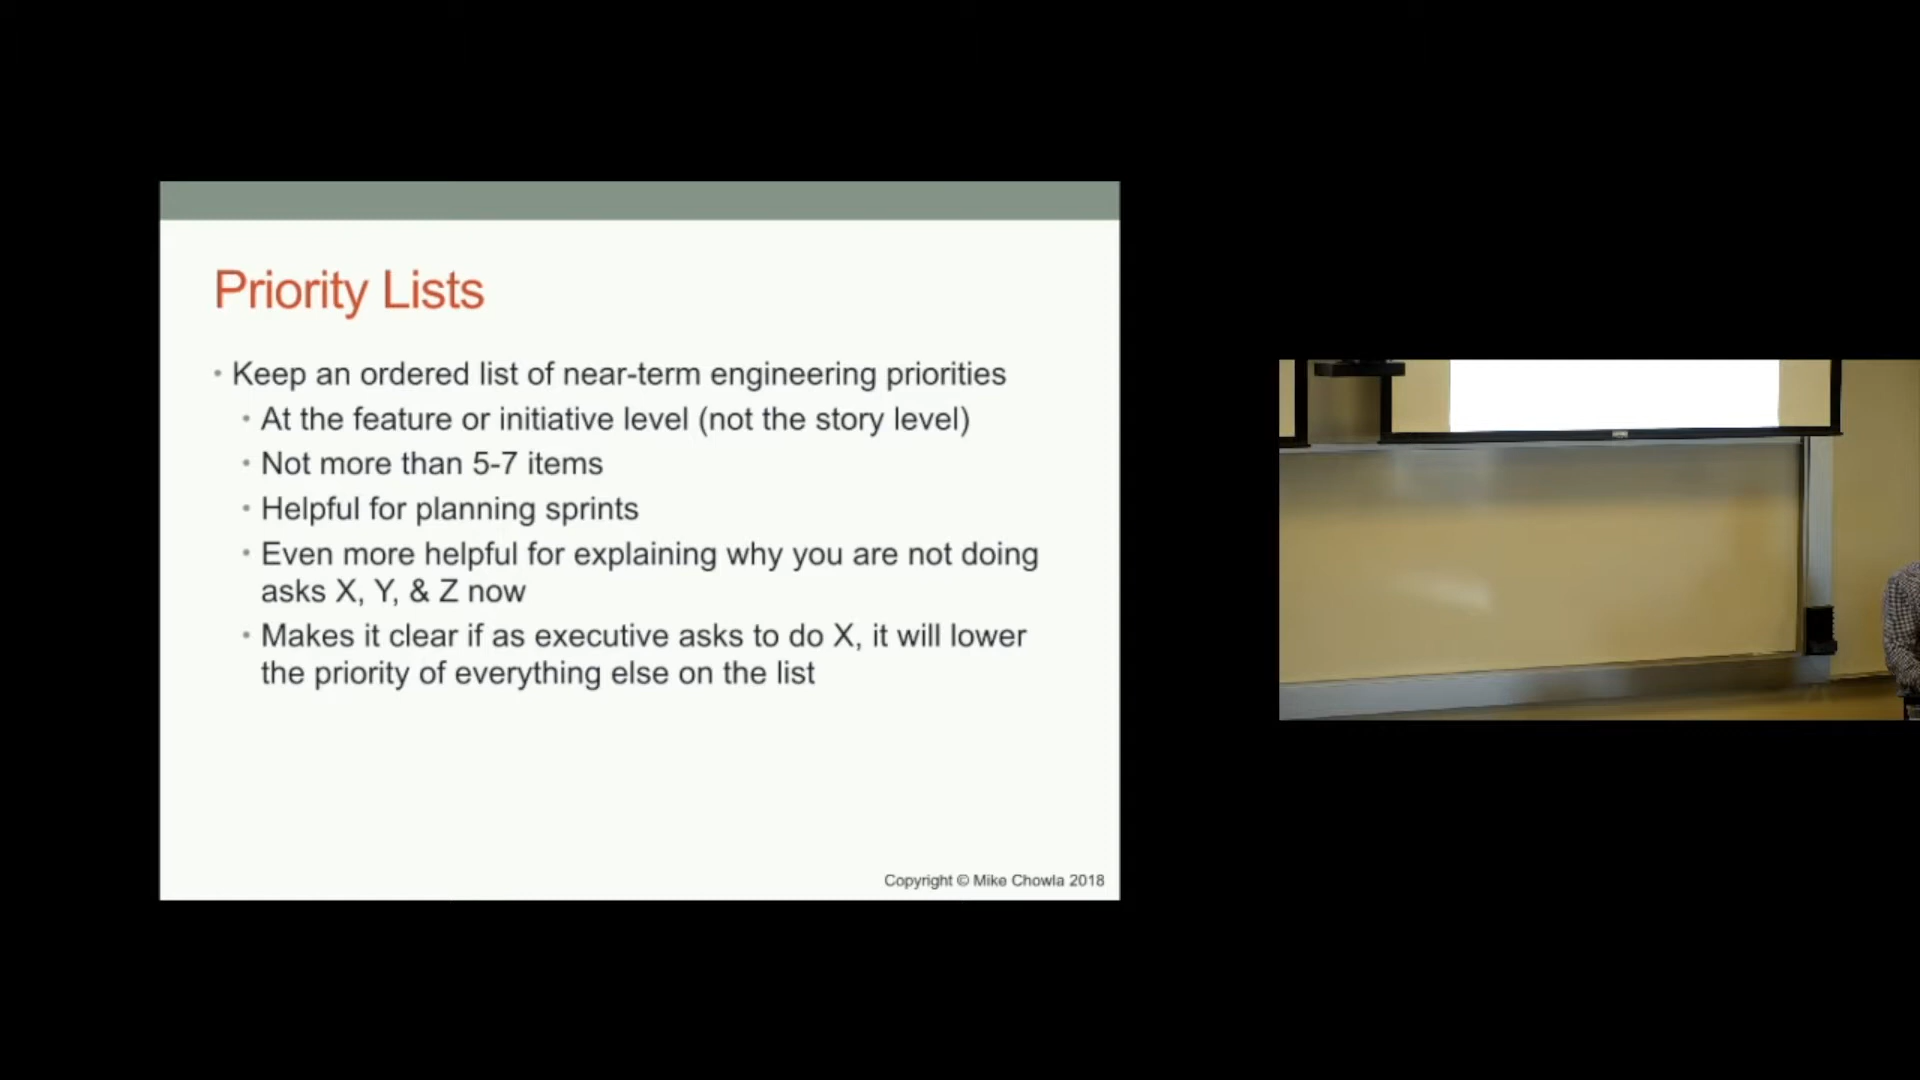 Priority Lists
• Keep an ordered list of near-term engineering priorities
• At the feature or initiative level (not the story level)
• Not more than 5-7 items
• Helpful for planning sprints
• Even more helpful for explaining why you are not doing
asks X, Y, & Z now
• Makes it clear if as executive asks to do X, it will lower
the priority of everything else on the list
Copyright © Mike Chowla 2018